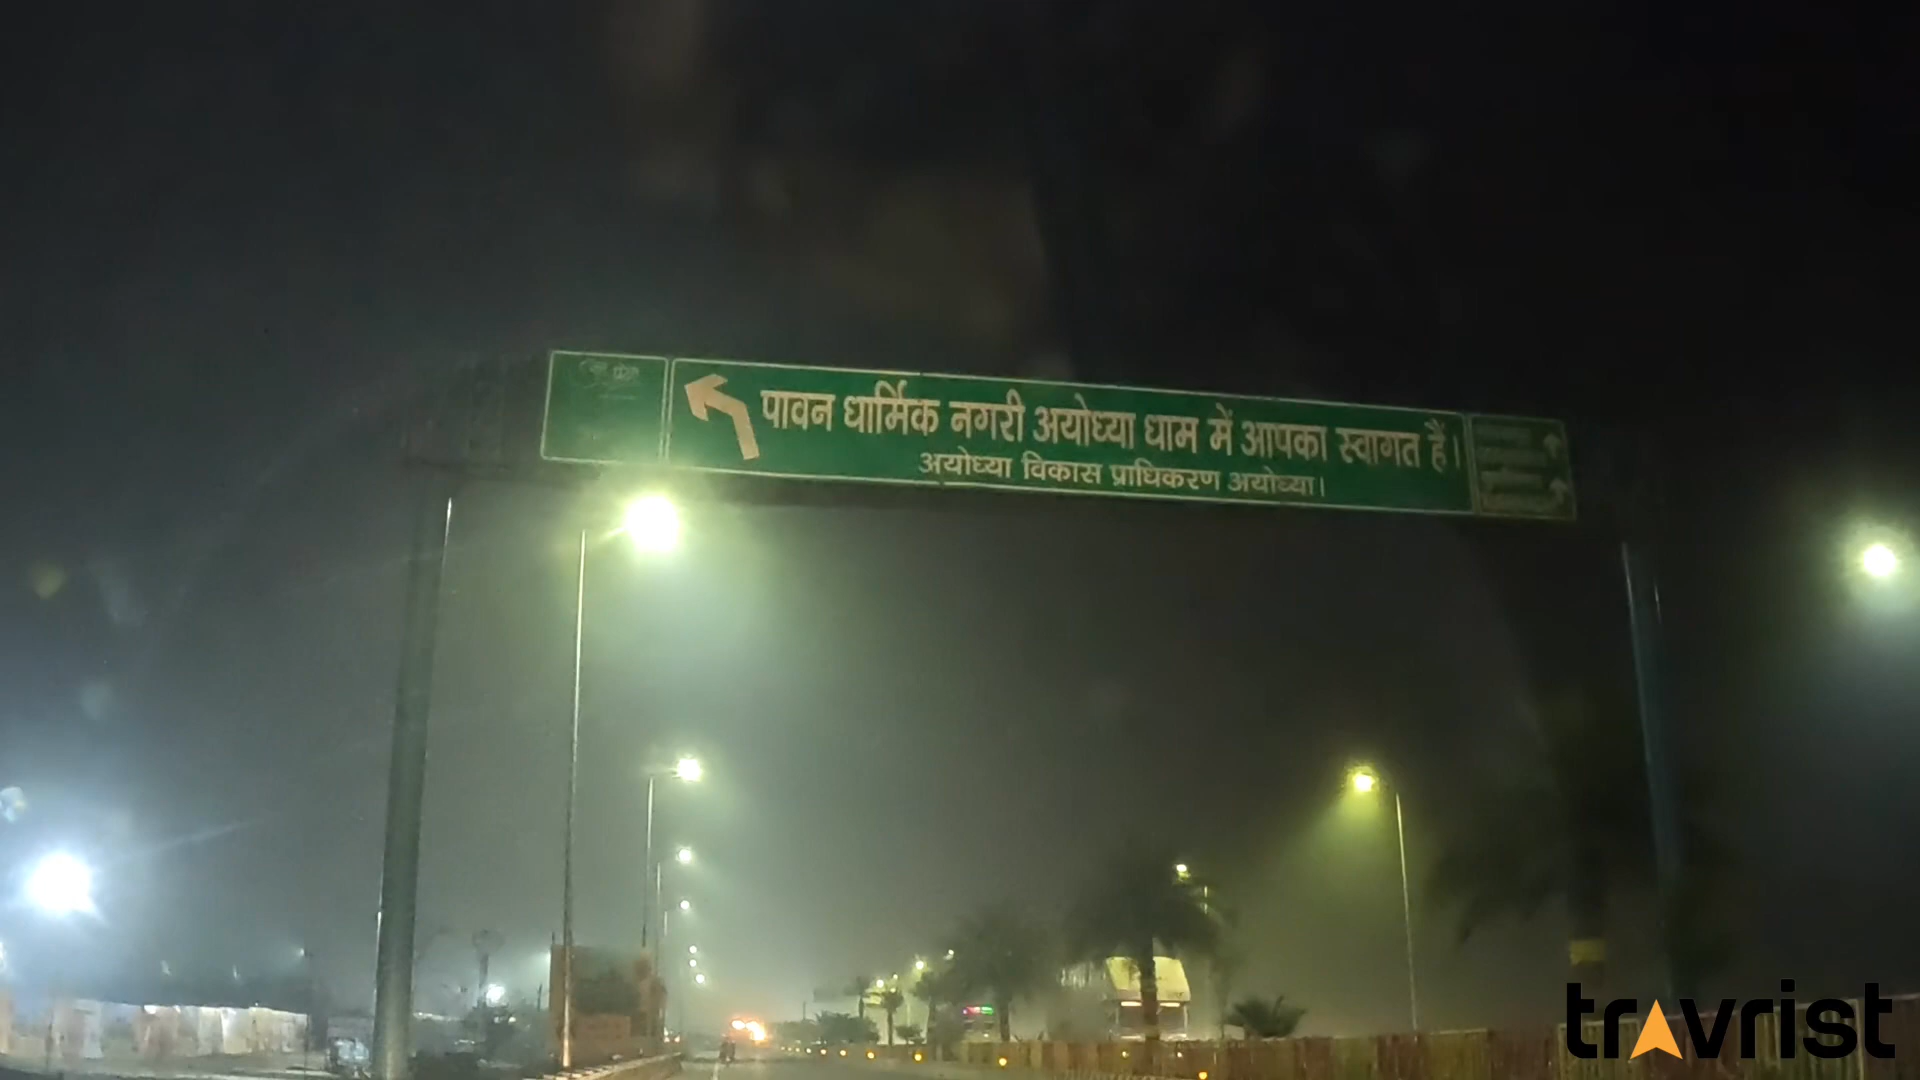 पावन धार्मिक नगरी अयोध्या धाम में आपका स्वागत हैं।
अयोध्या विकास प्राधिकरण अयोध्या।
travrist